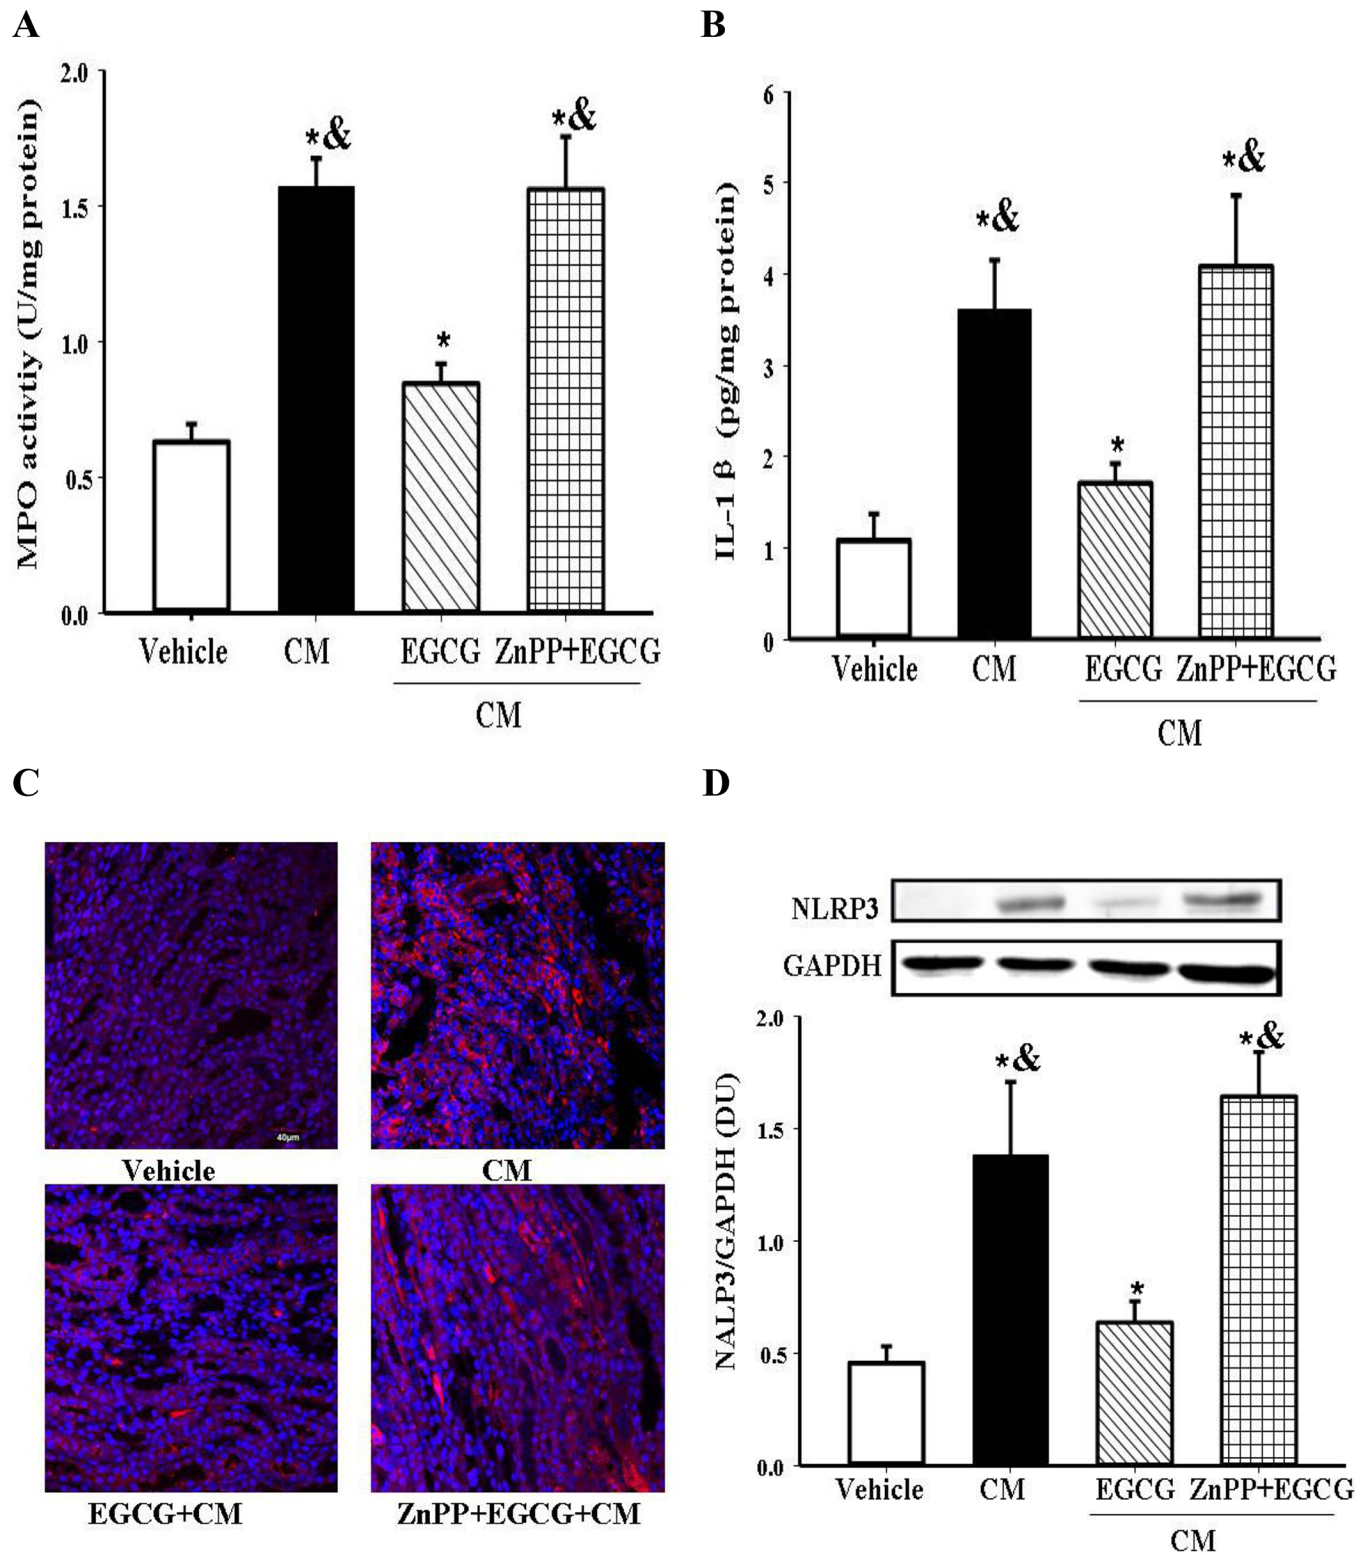 A
MPO activtiy (U/mg protein)
2.0
1.5
1.0
0.5
0.0
*&
*
*&
Vehicle CM EGCG ZnPP+EGCG
CM
B
IL-1 β (pg/mg protein)
6
5
4
3
2
1
0
*&
*
*&
Vehicle CM EGCG ZnPP+EGCG
CM
C
40μm
Vehicle CM
EGCG+CM ZnPP+EGCG+CM
D
NLRP3
GAPDH
NALP3/GAPDH (DU)
2.0
1.5
1.0
0.5
0.0
*&
*
*&
Vehicle CM EGCG ZnPP+EGCG
CM